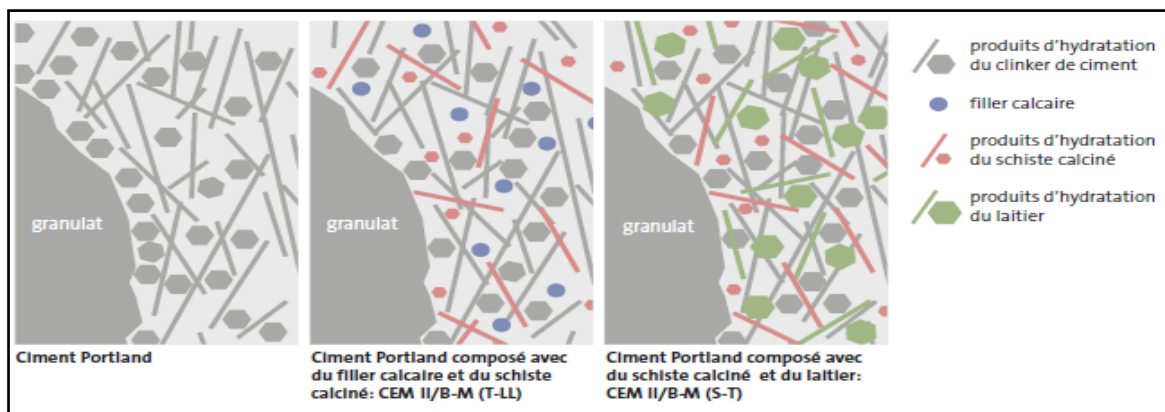 granulat
granulat
granulat
Ciment Portland
Ciment Portland composé avec
du filler calcaire et du schiste
calciné: CEM II/B-M (T-LL)
Ciment Portland composé avec
du schiste calciné et du laitier:
CEM II/B-M (S-T)
produits d'hydratation
du clinker de ciment
filler calcaire
produits d'hydratation
du schiste calciné
produits d'hydratation
du laitier